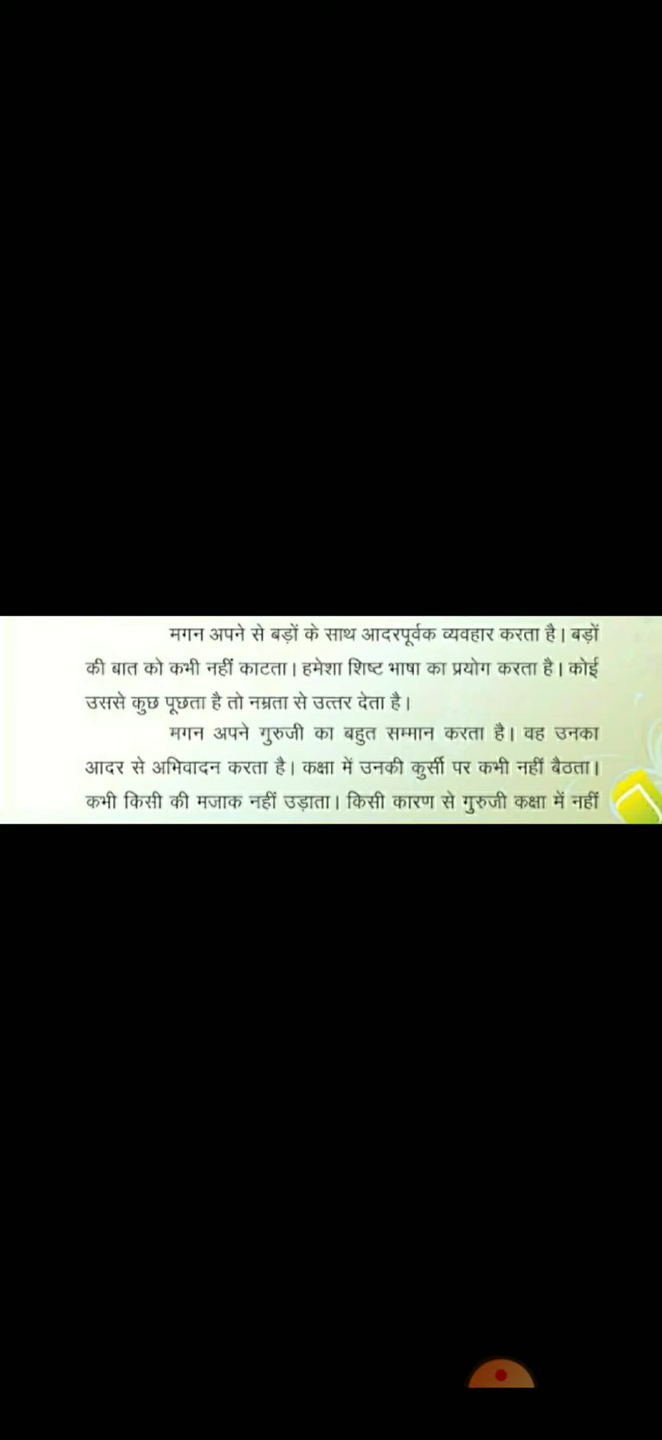 मगन अपने से बड़ों के साथ आदरपूर्वक व्यवहार करता है। बड़ों
की बात को कभी नहीं काटता। हमेशा शिष्ट भाषा का प्रयोग करता है। कोई
उससे कुछ पूछता है तो नम्रता से उत्तर देता है।
मगन अपने गुरुजी का बहुत सम्मान करता है। वह उनका
आदर से अभिवादन करता है। कक्षा में उनकी कुर्सी पर कभी नहीं बैठता।
कभी किसी की मजाक नहीं उड़ाता। किसी कारण से गुरुजी कक्षा में नहीं